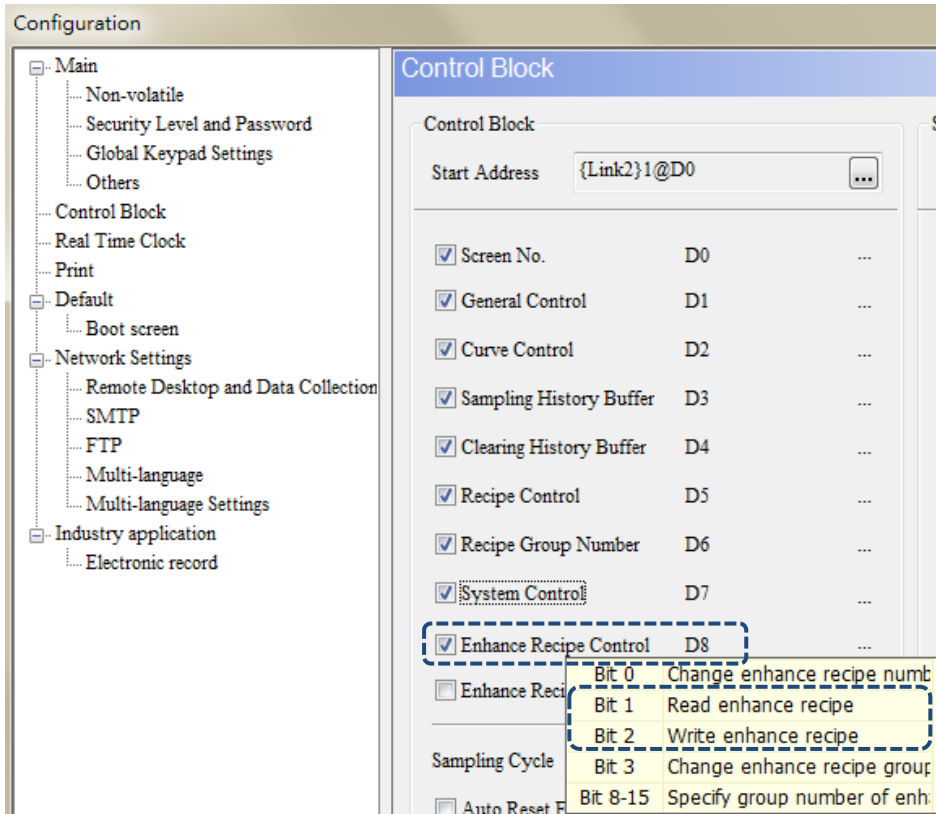 Configuration
Main
Non-volatile
Security Level and Password
Global Keypad Settings
Others
Control Block
Real Time Clock
Print
Default
Boot screen
Network Settings
Remote Desktop and Data Collection
SMTP
FTP
Multi-language
Multi-language Settings
Industry application
Electronic record
Control Block
Control Block
Start Address {Link2}1@D0 ...
Screen No. D0 ...
General Control D1 ...
Curve Control D2 ...
Sampling History Buffer D3 ...
Clearing History Buffer D4 ...
Recipe Control D5 ...
Recipe Group Number D6 ...
System Control D7 ...
Enhance Recipe Control D8 ...
Bit 0 Change enhance recipe numb
Enhance Reci
Bit 1 Read enhance recipe
Bit 2 Write enhance recipe
Sampling Cycle
Bit 3 Change enhance recipe group
Bit 8-15 Specify group number of enh
Auto Reset